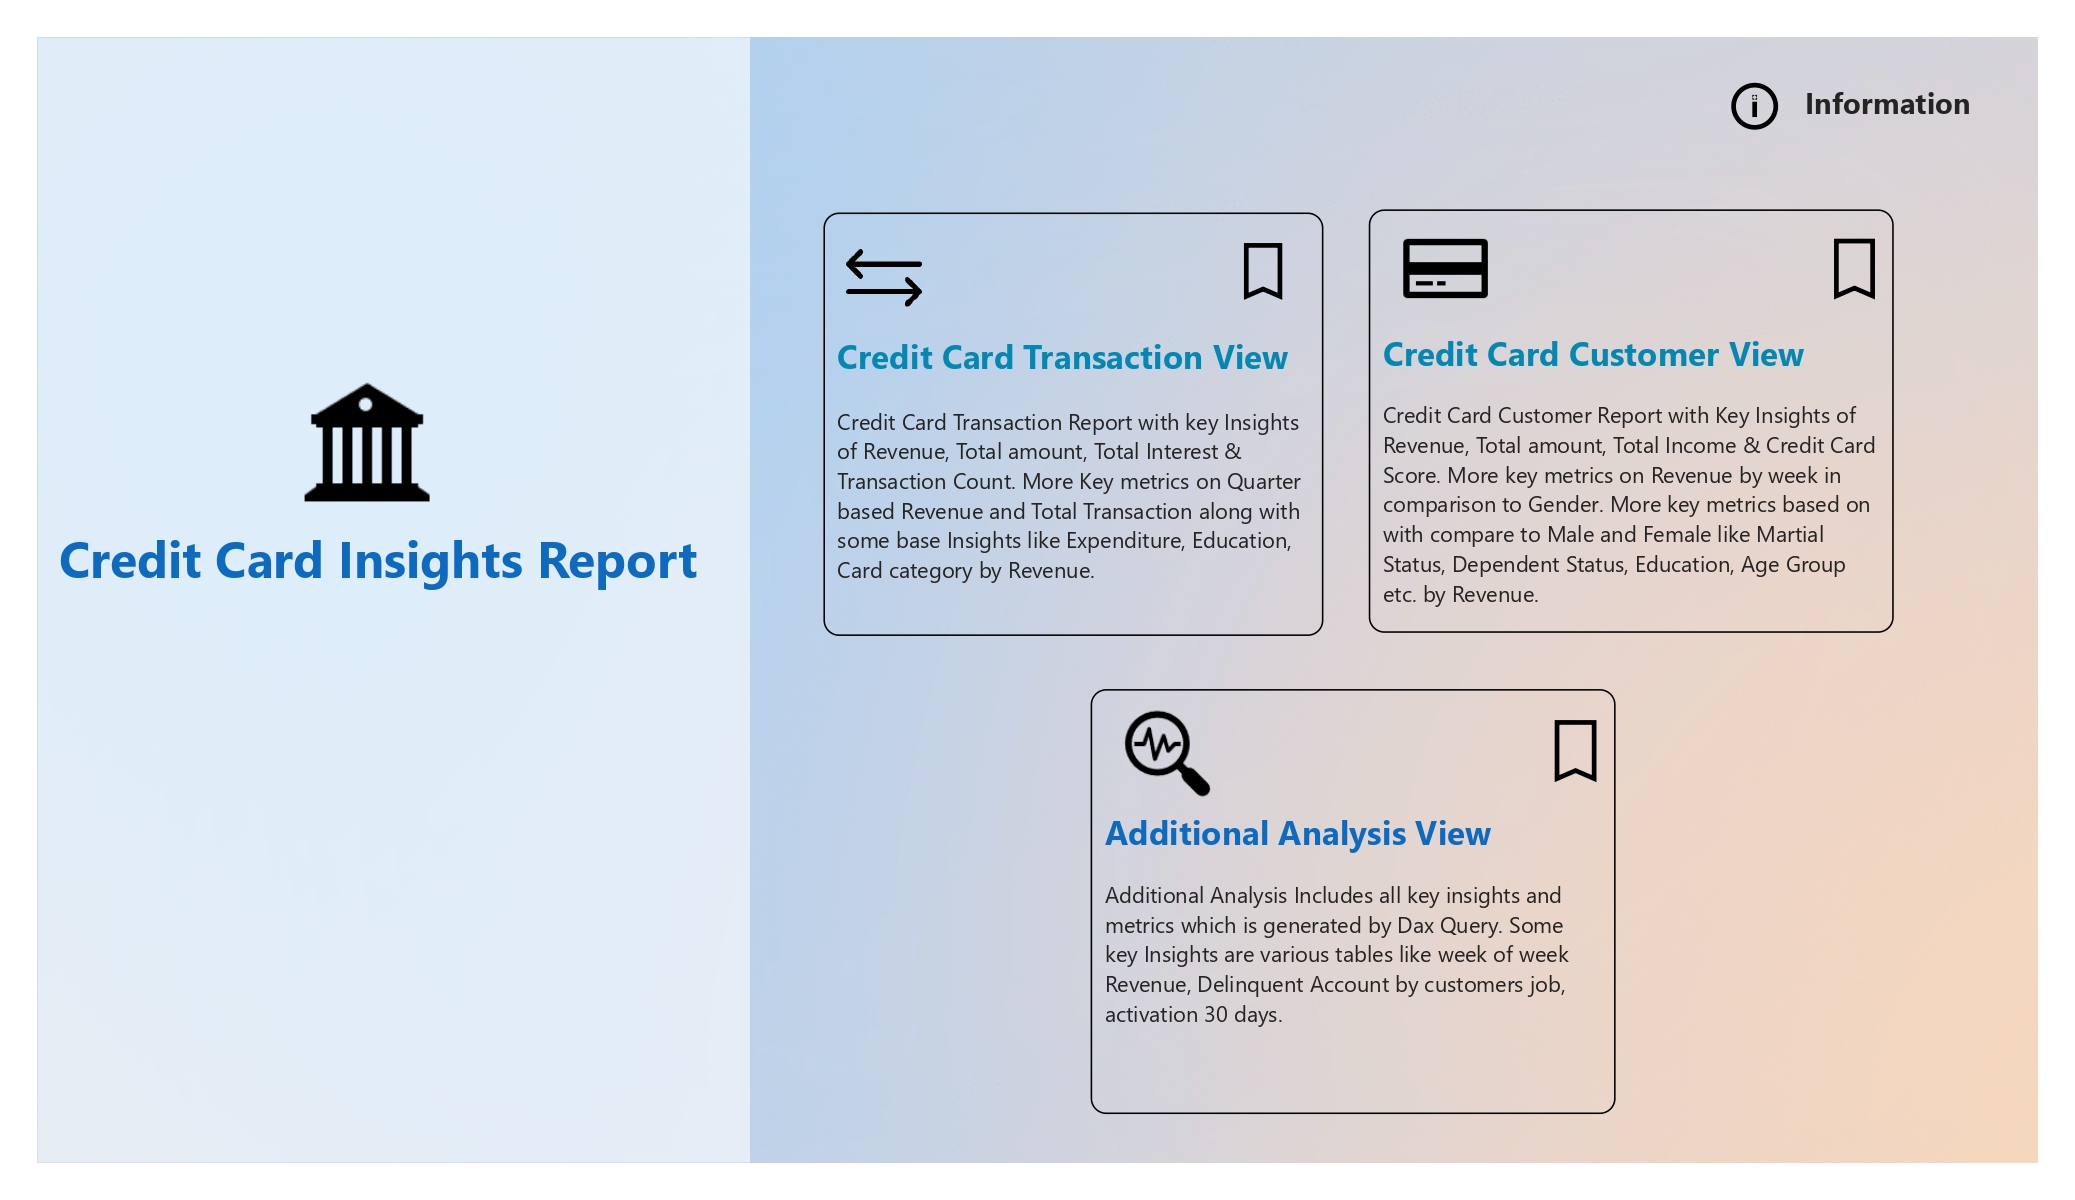 Information
Credit Card Insights Report
Credit Card Transaction View
Credit Card Transaction Report with key Insights
of Revenue, Total amount, Total Interest &
Transaction Count. More Key metrics on Quarter
based Revenue and Total Transaction along with
some base Insights like Expenditure, Education,
Card category by Revenue.
Credit Card Customer View
Credit Card Customer Report with Key Insights of
Revenue, Total amount, Total Income & Credit Card
Score. More key metrics on Revenue by week in
comparison to Gender. More key metrics based on
with compare to Male and Female like Martial
Status, Dependent Status, Education, Age Group
etc. by Revenue.
Additional Analysis View
Additional Analysis Includes all key insights and
metrics which is generated by Dax Query. Some
key Insights are various tables like week of week
Revenue, Delinquent Account by customers job,
activation 30 days.